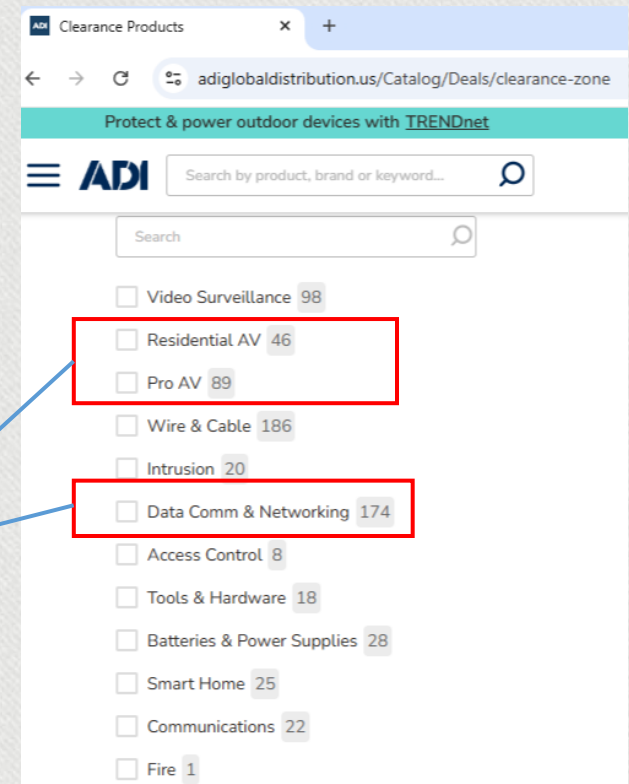 ADI Clearance Products × +
adiglobaldistribution.us/Catalog/Deals/clearance-zone
Protect & power outdoor devices with TRENDnet
ADI Search by product, brand or keyword...
Search
Video Surveillance 98
Residential AV 46
Pro AV 89
Wire & Cable 186
Intrusion 20
Data Comm & Networking 174
Access Control 8
Tools & Hardware 18
Batteries & Power Supplies 28
Smart Home 25
Communications 22
Fire 1